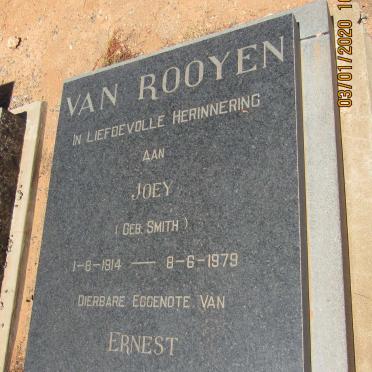 VAN ROOYEN
IN LIEFDEVOLLE HERINNERING
AAN
JOEY
( GEB. SMITH )
1-8-1914 — 8-6-1979
DIERBARE EGGENOTE VAN
ERNEST
03/01/2020